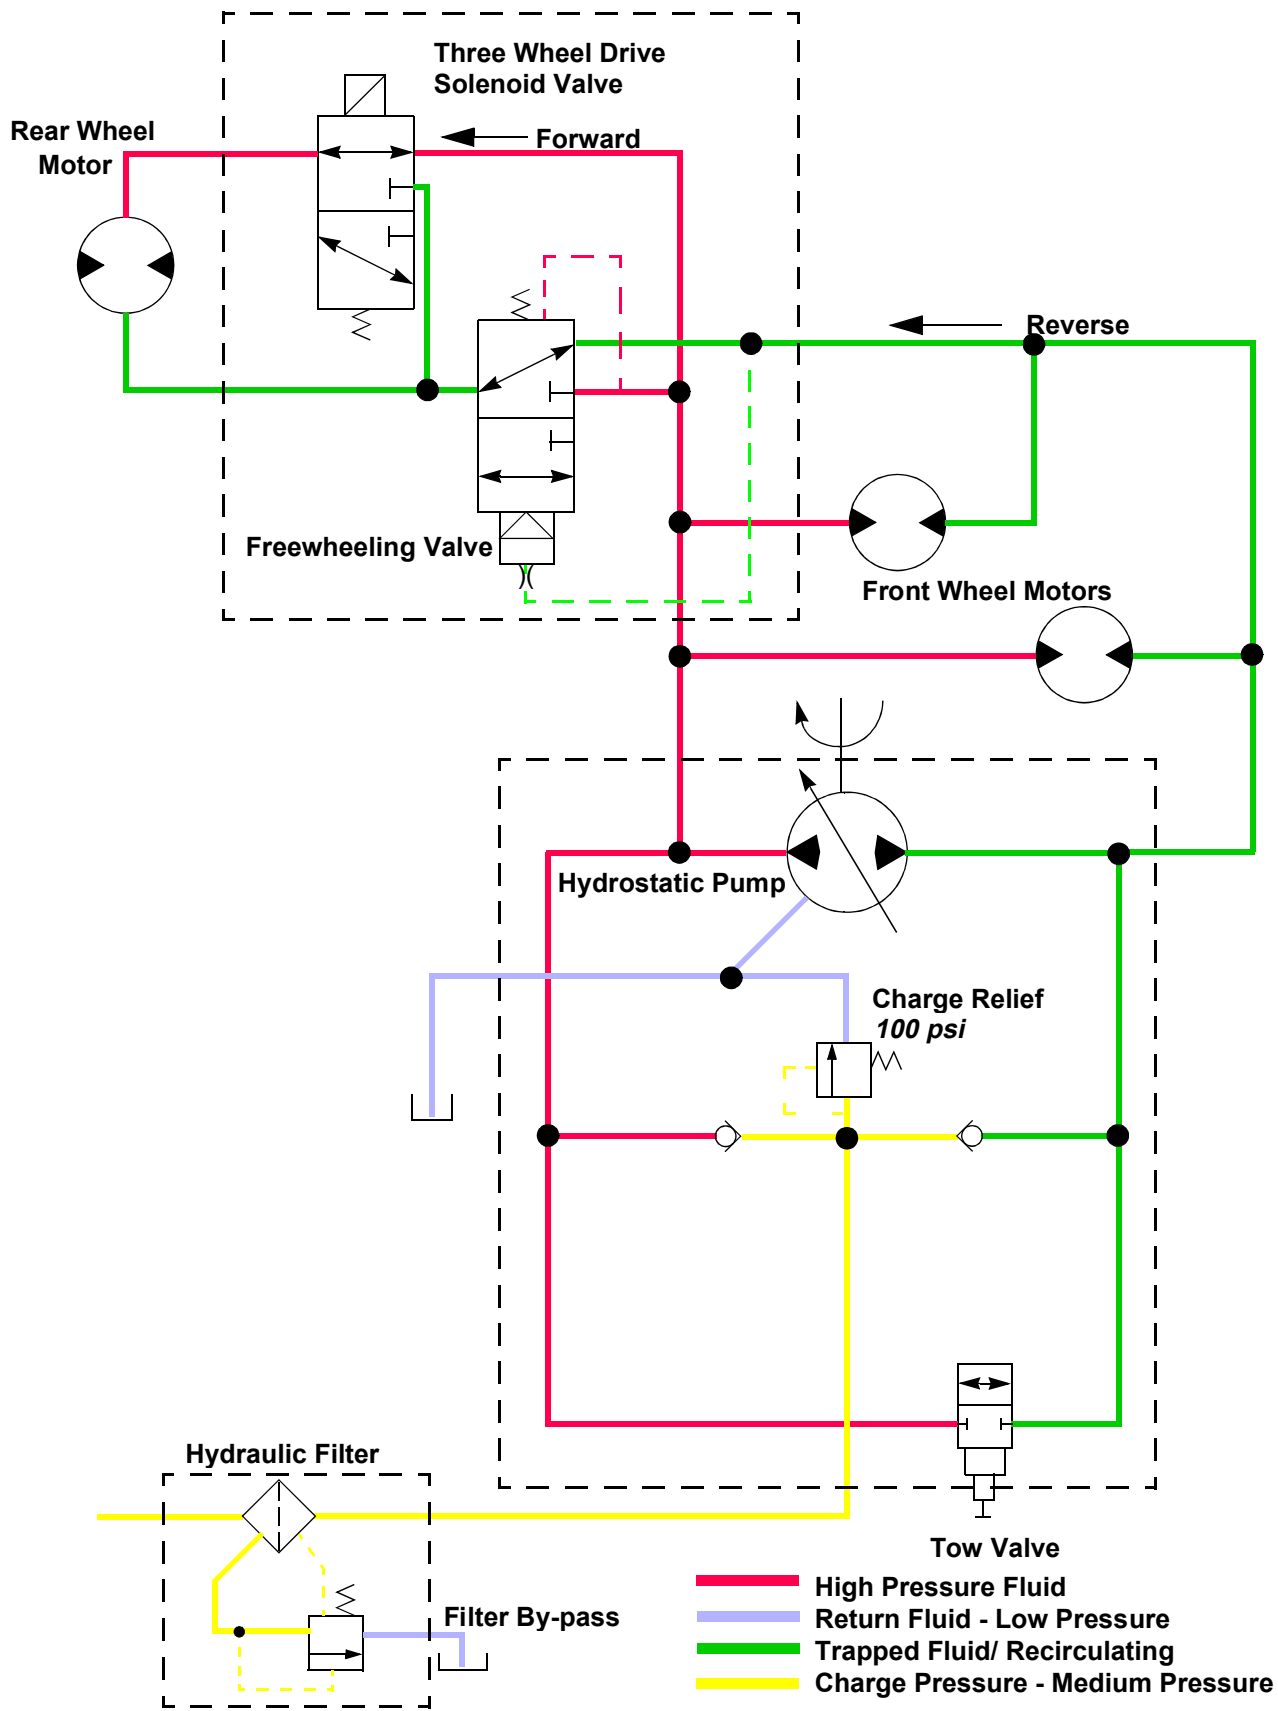 Three Wheel Drive
Solenoid Valve
Rear Wheel
Motor
Forward
Reverse
Freewheeling Valve
Front Wheel Motors
Hydrostatic Pump
Charge Relief
100 psi
Hydraulic Filter
Tow Valve
Filter By-pass
High Pressure Fluid
Return Fluid - Low Pressure
Trapped Fluid/ Recirculating
Charge Pressure - Medium Pressure